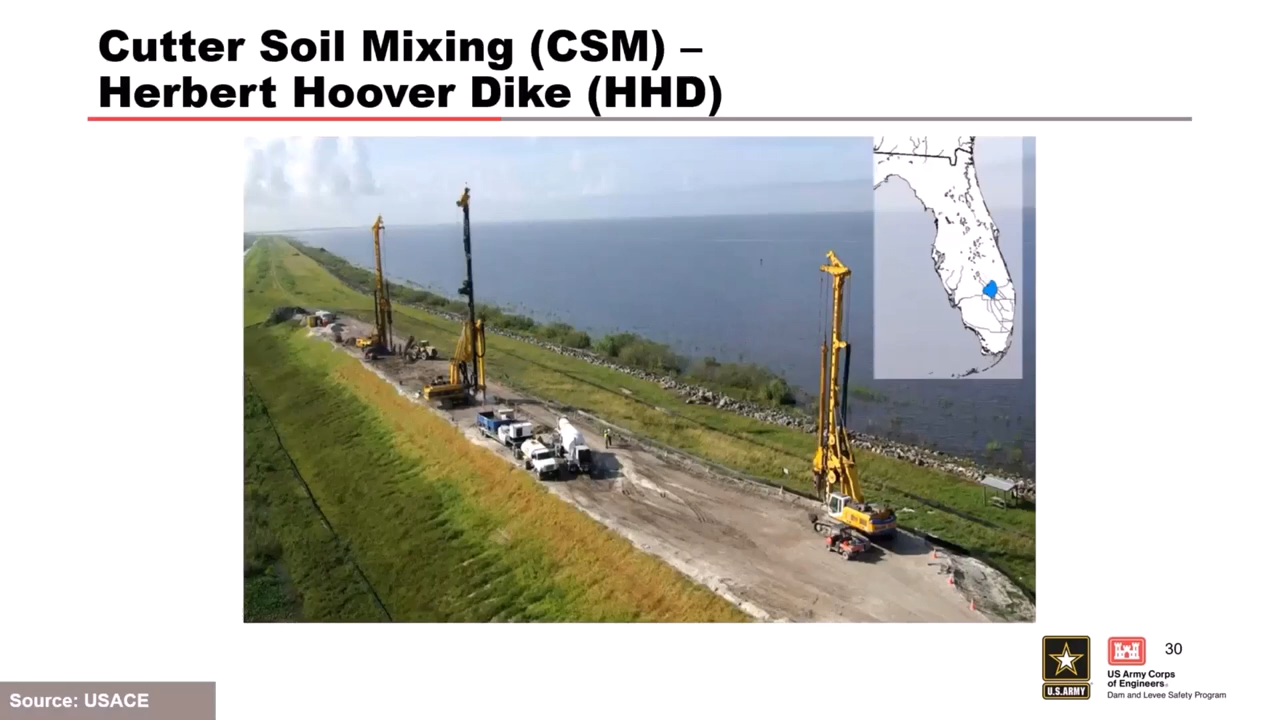 Cutter Soil Mixing (CSM) –
Herbert Hoover Dike (HHD)
30
U.S.ARMY
US Army Corps
of Engineers®
Dam and Levee Safety Program
Source: USACE